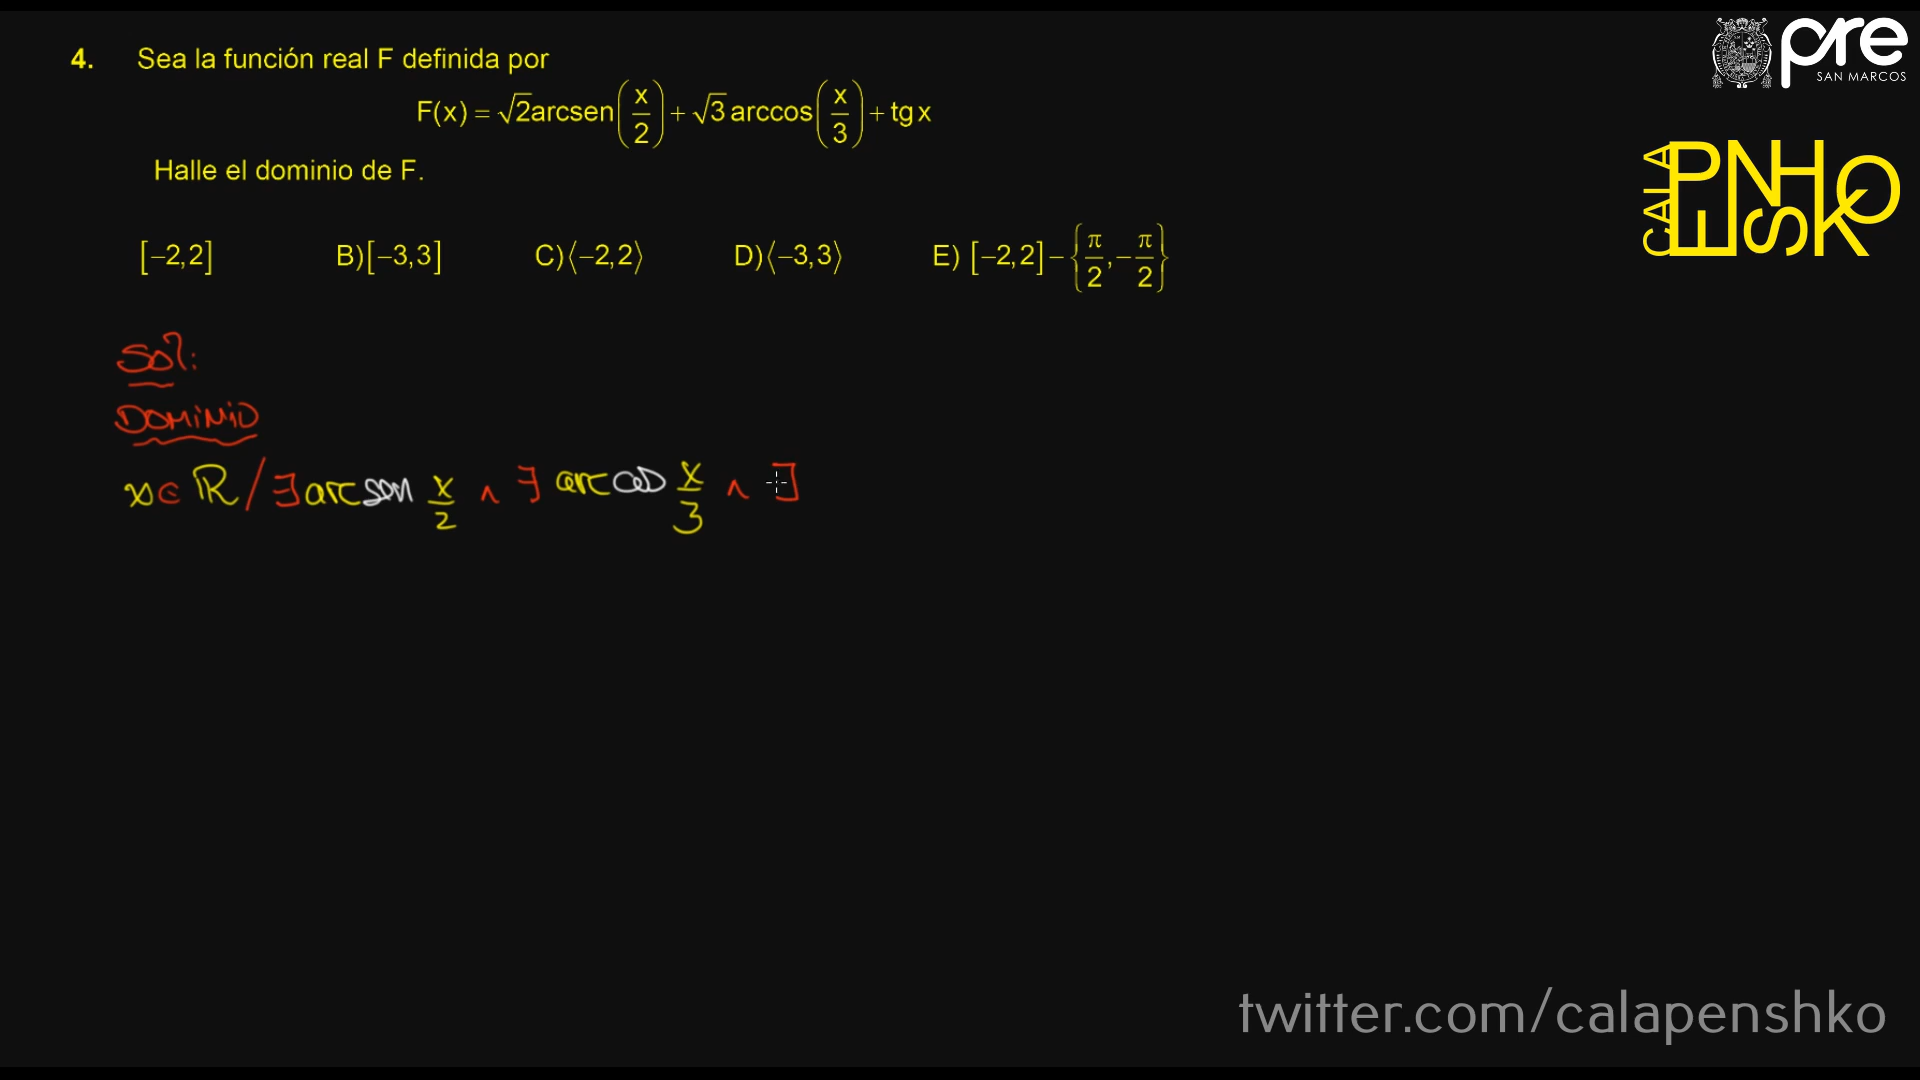 4. Sea la función real F definida por
F(x) = √2arcsen(x/2) + √3 arccos(x/3) + tg x
Halle el dominio de F.
[−2,2] B)[−3,3] C)⟨−2,2⟩ D)⟨−3,3⟩ E) [−2,2]−{π/2,−π/2}
Sol:
DOMINIO
x∈ℝ/∃arcsen x/2 ∧ ∃ arccos x/3 ∧ ∃
pre
SAN MARCOS
CALA
PENSHKO
twitter.com/calapenshko